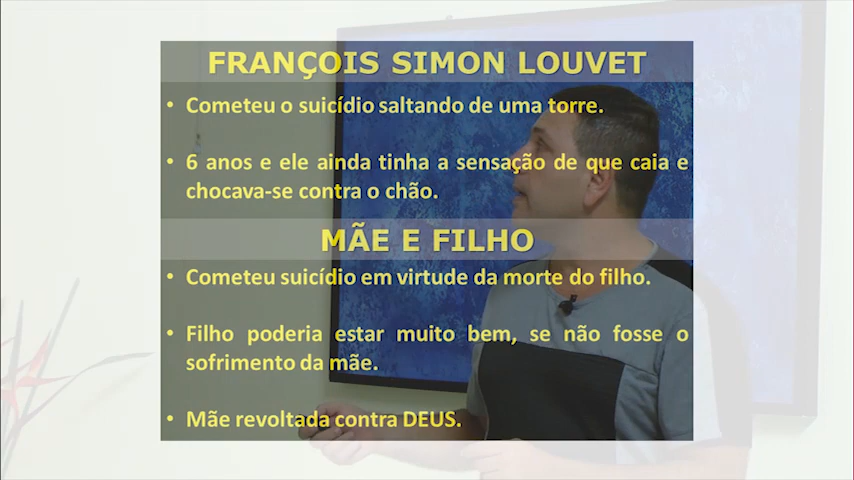 FRANÇOIS SIMON LOUVET
• Cometeu o suicídio saltando de uma torre.
• 6 anos e ele ainda tinha a sensação de que caia e
chocava-se contra o chão.
MÃE E FILHO
• Cometeu suicídio em virtude da morte do filho.
• Filho poderia estar muito bem, se não fosse o
sofrimento da mãe.
• Mãe revoltada contra DEUS.